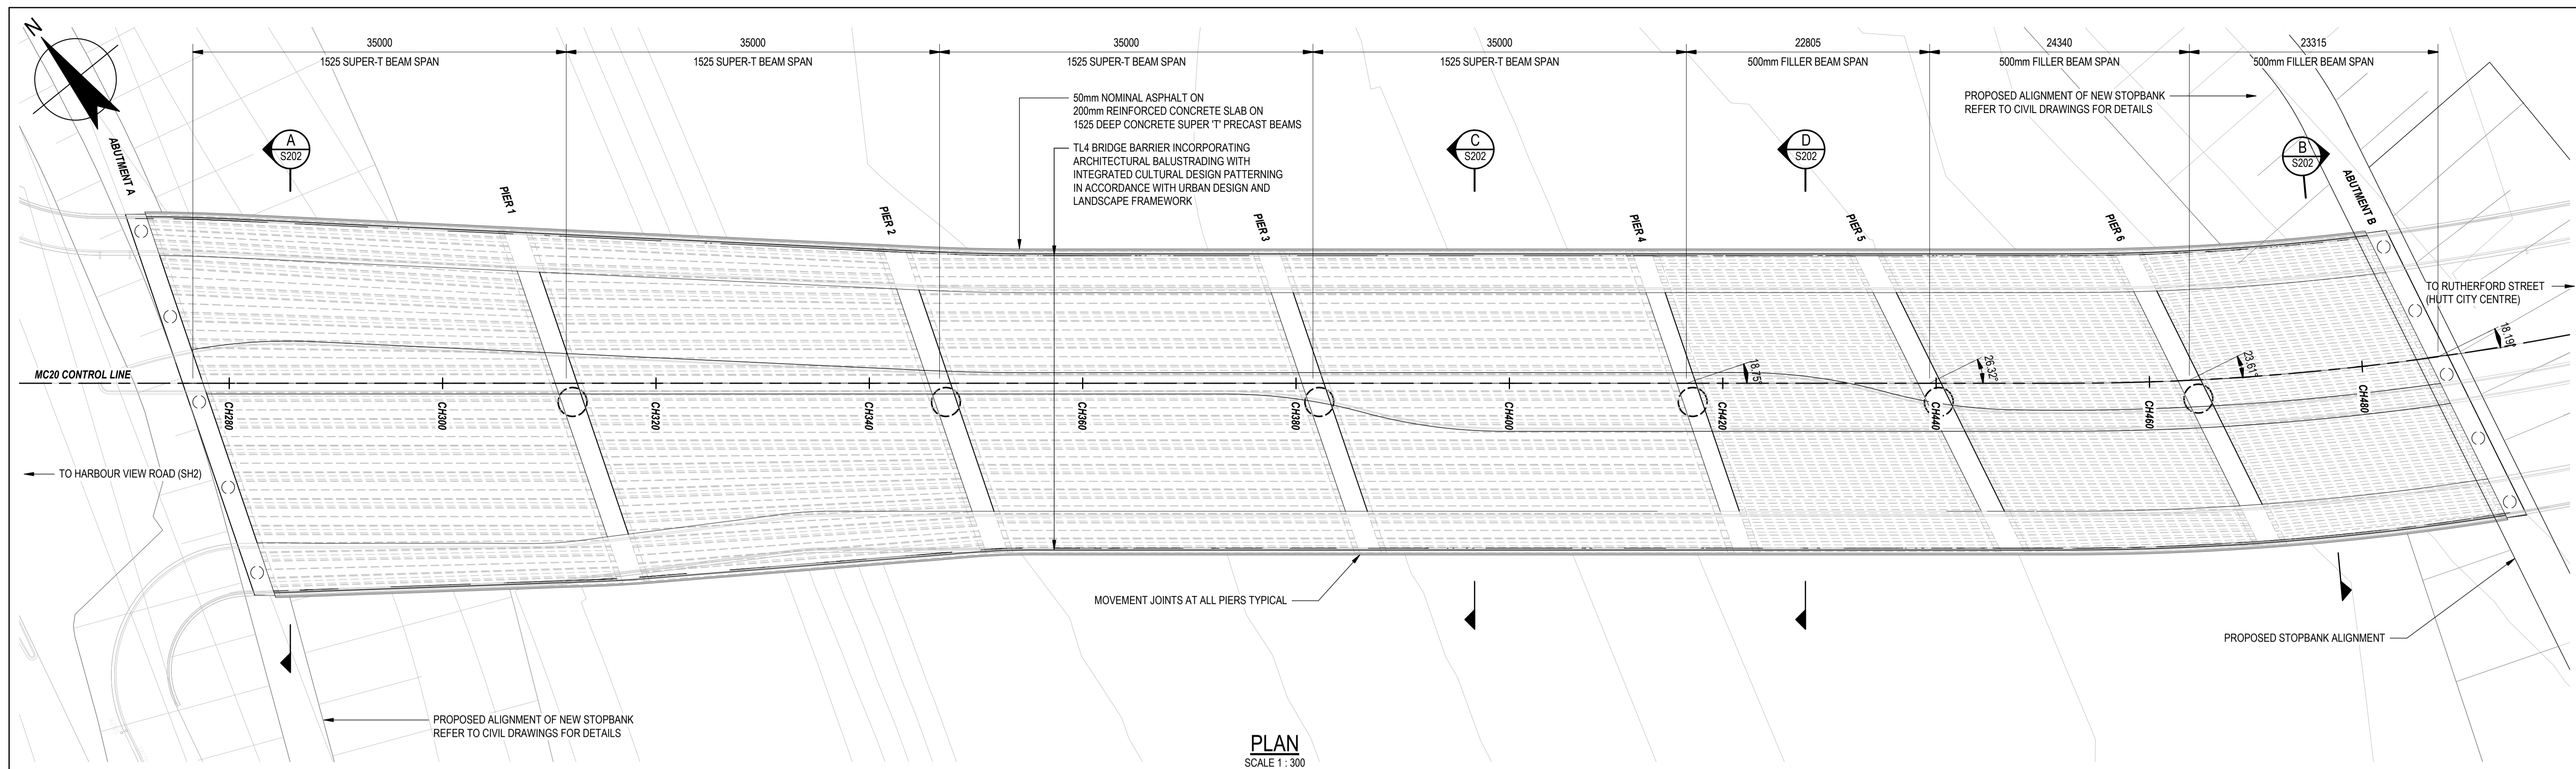 N
35000
1525 SUPER-T BEAM SPAN
35000
1525 SUPER-T BEAM SPAN
35000
1525 SUPER-T BEAM SPAN
35000
1525 SUPER-T BEAM SPAN
22805
500mm FILLER BEAM SPAN
24340
500mm FILLER BEAM SPAN
23315
500mm FILLER BEAM SPAN
50mm NOMINAL ASPHALT ON
200mm REINFORCED CONCRETE SLAB ON
1525 DEEP CONCRETE SUPER 'T' PRECAST BEAMS
TL4 BRIDGE BARRIER INCORPORATING
ARCHITECTURAL BALUSTRADING WITH
INTEGRATED CULTURAL DESIGN PATTERNING
IN ACCORDANCE WITH URBAN DESIGN AND
LANDSCAPE FRAMEWORK
PROPOSED ALIGNMENT OF NEW STOPBANK
REFER TO CIVIL DRAWINGS FOR DETAILS
A
S202
C
S202
D
S202
B
S202
ABUTMENT A
PIER 1
PIER 2
PIER 3
PIER 4
PIER 5
PIER 6
ABUTMENT B
TO RUTHERFORD STREET
(HUTT CITY CENTRE)
MC20 CONTROL LINE
18.75°
26.32°
23.61°
18.19°
CH280
CH300
CH320
CH340
CH360
CH380
CH400
CH420
CH440
CH460
CH480
TO HARBOUR VIEW ROAD (SH2)
MOVEMENT JOINTS AT ALL PIERS TYPICAL
PROPOSED STOPBANK ALIGNMENT
PROPOSED ALIGNMENT OF NEW STOPBANK
REFER TO CIVIL DRAWINGS FOR DETAILS
PLAN
SCALE 1 : 300